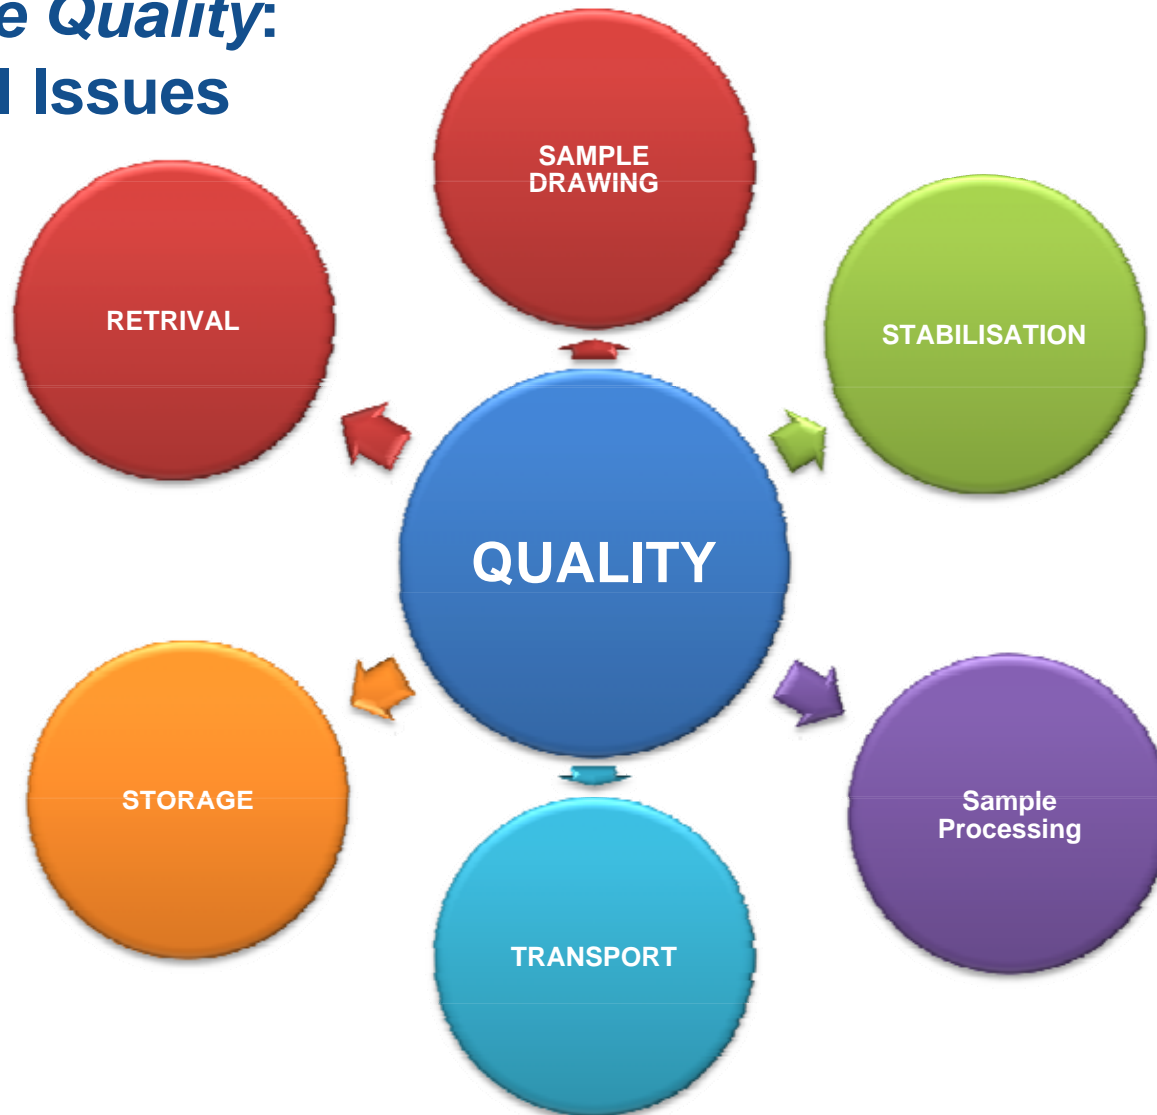 Quality:
Issues
SAMPLE
DRAWING
RETRIVAL
STABILISATION
QUALITY
STORAGE
Sample
Processing
TRANSPORT